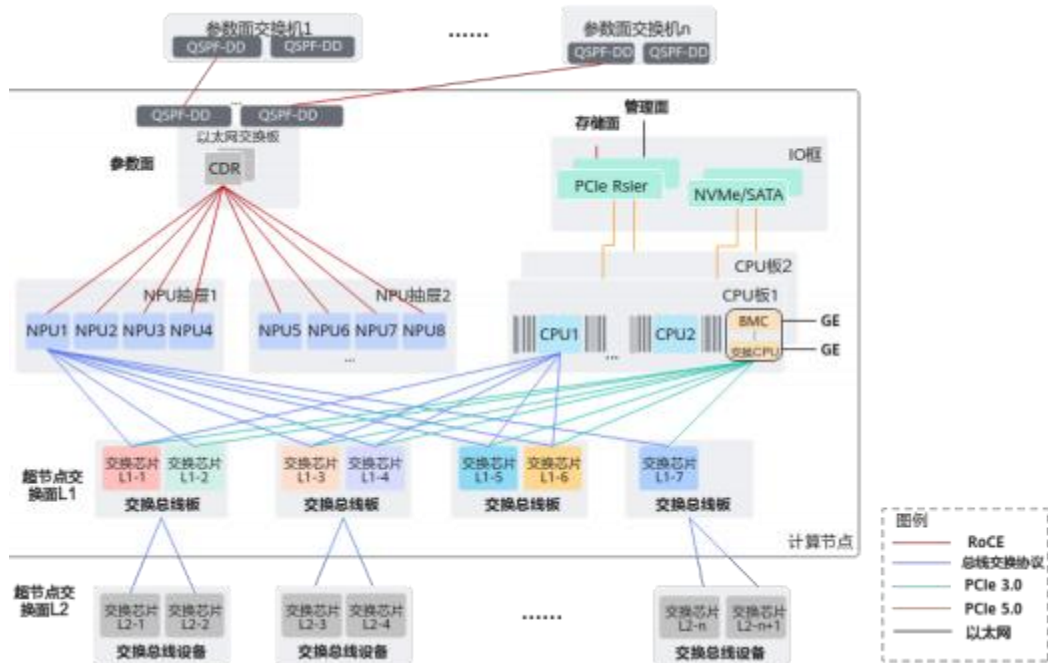 参数面交换机1
QSPF-DD QSPF-DD
......
参数面交换机n
QSPF-DD QSPF-DD
QSPF-DD ... QSPF-DD
以太网交换板
参数面
CDR
存储面
管理面
IO框
PCIe Rsier
NVMe/SATA
NPU抽屉1
NPU1 NPU2 NPU3 NPU4
NPU抽屉2
NPU5 NPU6 NPU7 NPU8
...
CPU板2
CPU板1
CPU1
...
CPU2
BMC
交换CPU
GE
GE
超节点交
换面L1
交换芯片
L1-1
交换芯片
L1-2
交换总线板
交换芯片
L1-3
交换芯片
L1-4
交换总线板
交换芯片
L1-5
交换芯片
L1-6
交换总线板
交换芯片
L1-7
交换总线板
计算节点
超节点交
换面L2
交换芯片
L2-1
交换芯片
L2-2
交换总线设备
交换芯片
L2-3
交换芯片
L2-4
交换总线设备
......
交换芯片
L2-n
交换芯片
L2-n+1
交换总线设备
图例
RoCE
总线交换协议
PCIe 3.0
PCIe 5.0
以太网